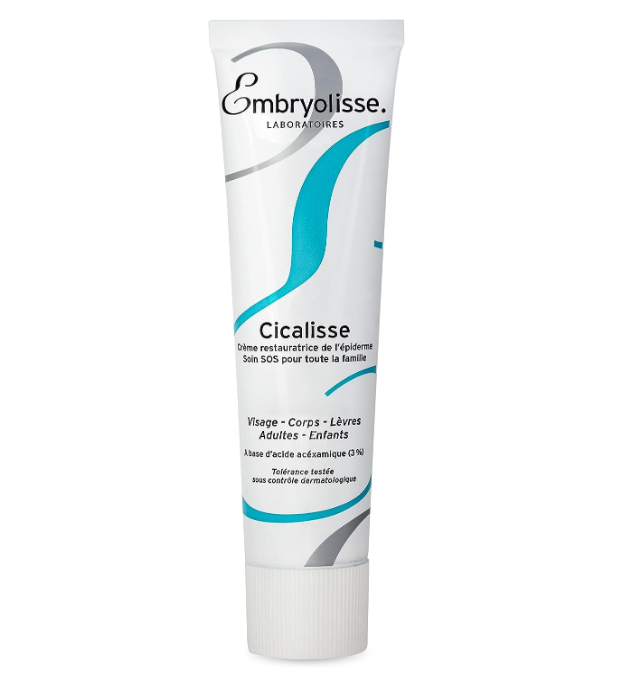 Embryolisse.
LABORATOIRES
Cicalisse
Crème restauratrice de l'épiderme
Soin SOS pour toute la famille
Visage - Corps - Lèvres
Adultes - Enfants
A base d'acide acéxamique (3 %)
Tolérance testée
sous contrôle dermatologique